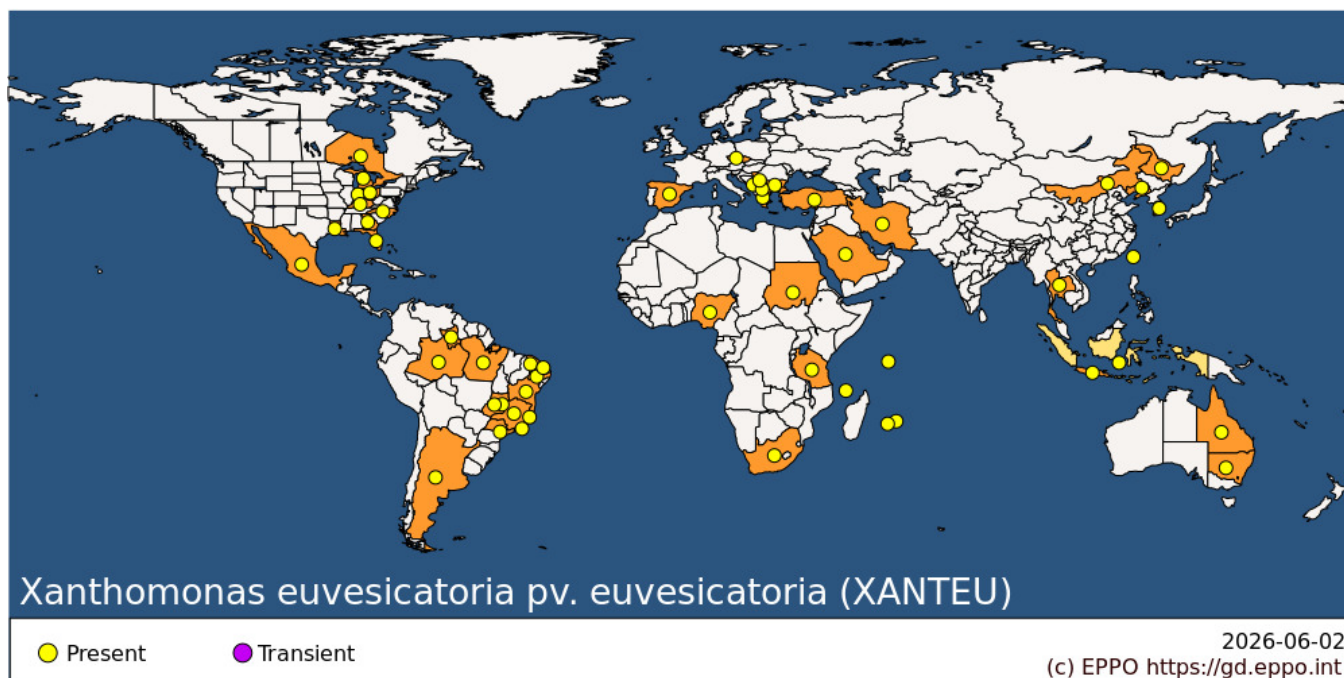 Xanthomonas euvesicatoria pv. euvesicatoria (XANTEU)
Present
Transient
2026-06-02
(c) EPPO https://gd.eppo.int